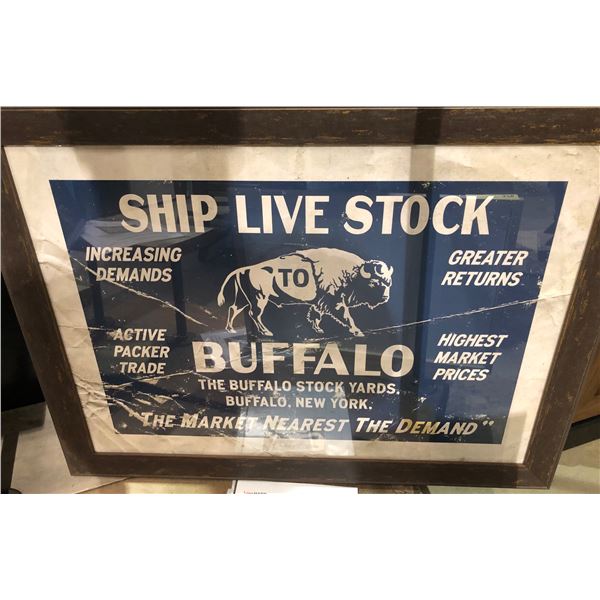 SHIP LIVE STOCK
INCREASING
DEMANDS
TO
GREATER
RETURNS
ACTIVE
PACKER
TRADE
BUFFALO
HIGHEST
MARKET
PRICES
THE BUFFALO STOCK YARDS,
BUFFALO, NEW YORK.
"THE MARKET NEAREST THE DEMAND"